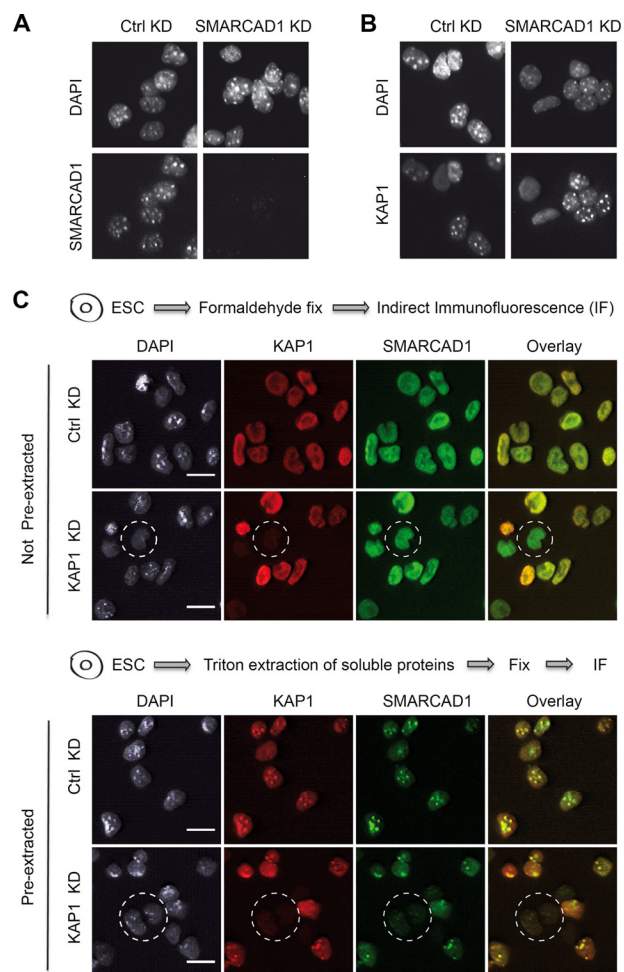 A
Ctrl KD SMARCAD1 KD
DAPI
SMARCAD1
B
Ctrl KD SMARCAD1 KD
DAPI
KAP1
C
ESC Formaldehyde fix Indirect Immunofluorescence (IF)
DAPI KAP1 SMARCAD1 Overlay
Not Pre-extracted
Ctrl KD
KAP1 KD
ESC Triton extraction of soluble proteins Fix IF
DAPI KAP1 SMARCAD1 Overlay
Pre-extracted
Ctrl KD
KAP1 KD